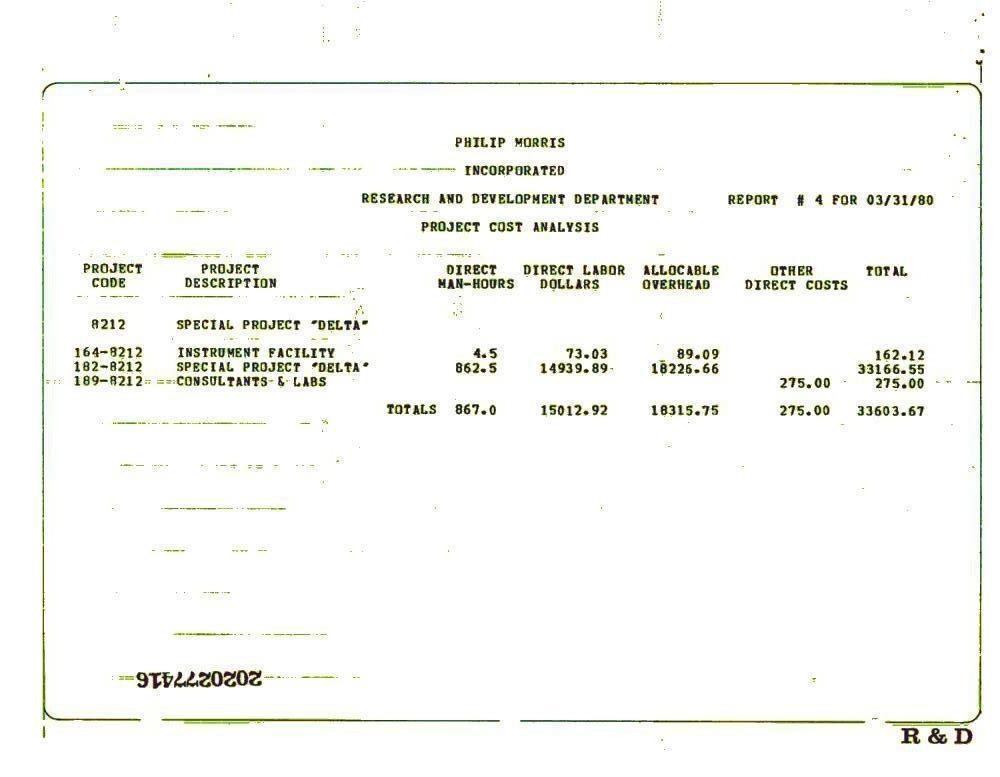 PHILIP MORRIS
INCORPORATED
RESEARCH AND DEVELOPMENT DEPARTMENT REPORT # 4 FOR 03/31/80
PROJECT COST ANALYSIS
PROJECT PROJECT DIRECT DIRECT LABOR ALLOCABLE OTHER TOTAL
CODE DESCRIPTION MAN-HOURS DOLLARS OVERHEAD DIRECT COSTS
8212 SPECIAL PROJECT "DELTA"
164-8212 INSTRUMENT FACILITY 4.5 73.03 89.09 162.12
182-8212 SPECIAL PROJECT "DELTA" 862.5 14939.89 18226.66 33166.55
189-8212 CONSULTANTS & LABS 275.00 275.00
TOTALS 867.0 15012.92 18315.75 275.00 33603.67
2020277416
R & D